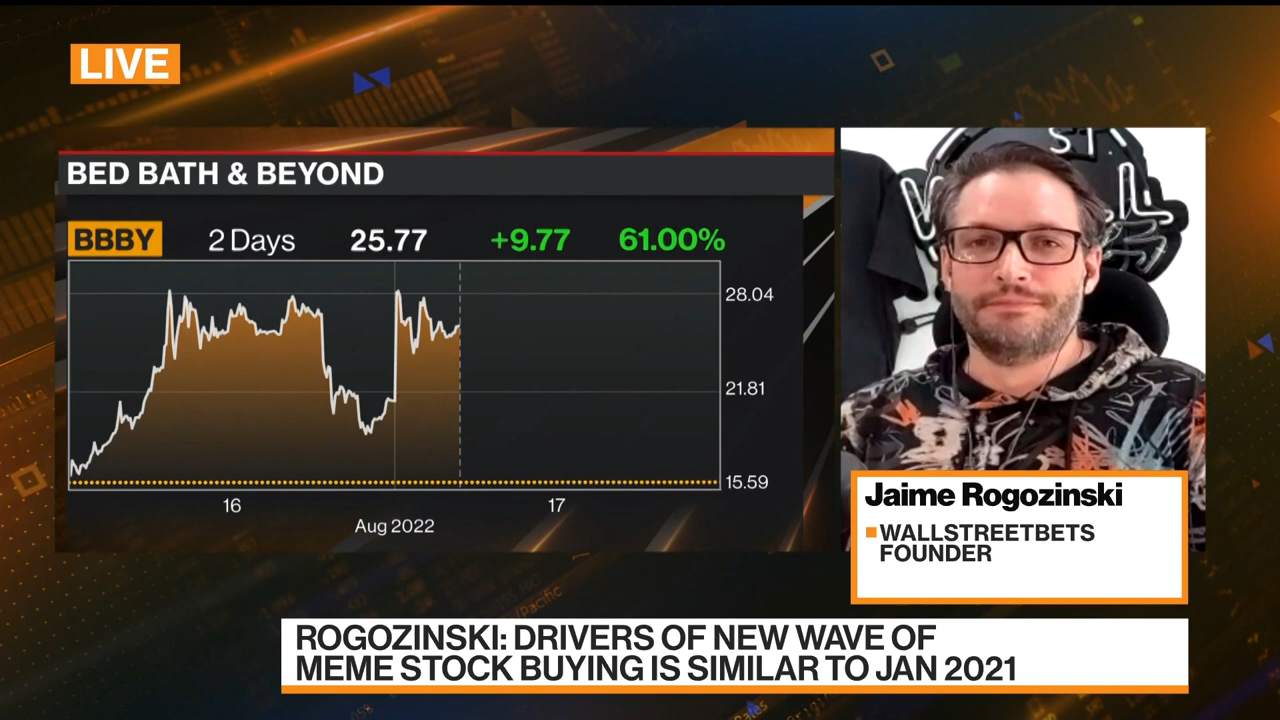 LIVE
BED BATH & BEYOND
BBBY 2 Days 25.77 +9.77 61.00%
28.04
21.81
15.59
16 17
Aug 2022
Jaime Rogozinski
WALLSTREETBETS
FOUNDER
ROGOZINSKI: DRIVERS OF NEW WAVE OF
MEME STOCK BUYING IS SIMILAR TO JAN 2021